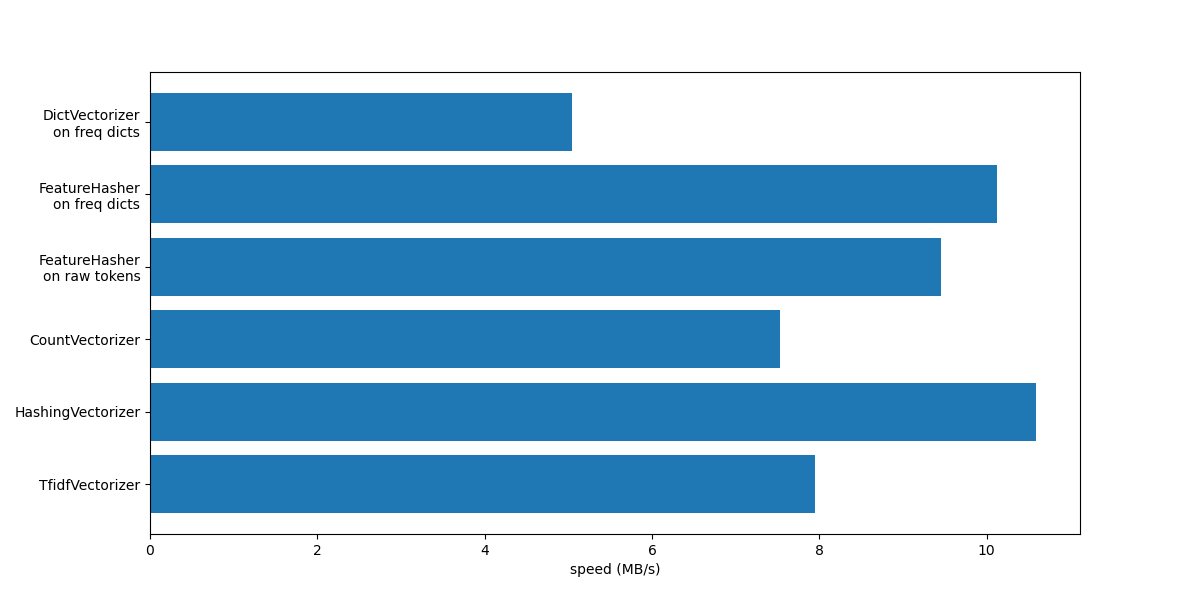 DictVectorizer
on freq dicts
FeatureHasher
on freq dicts
FeatureHasher
on raw tokens
CountVectorizer
HashingVectorizer
TfidfVectorizer
0 2 4 6 8 10
speed (MB/s)